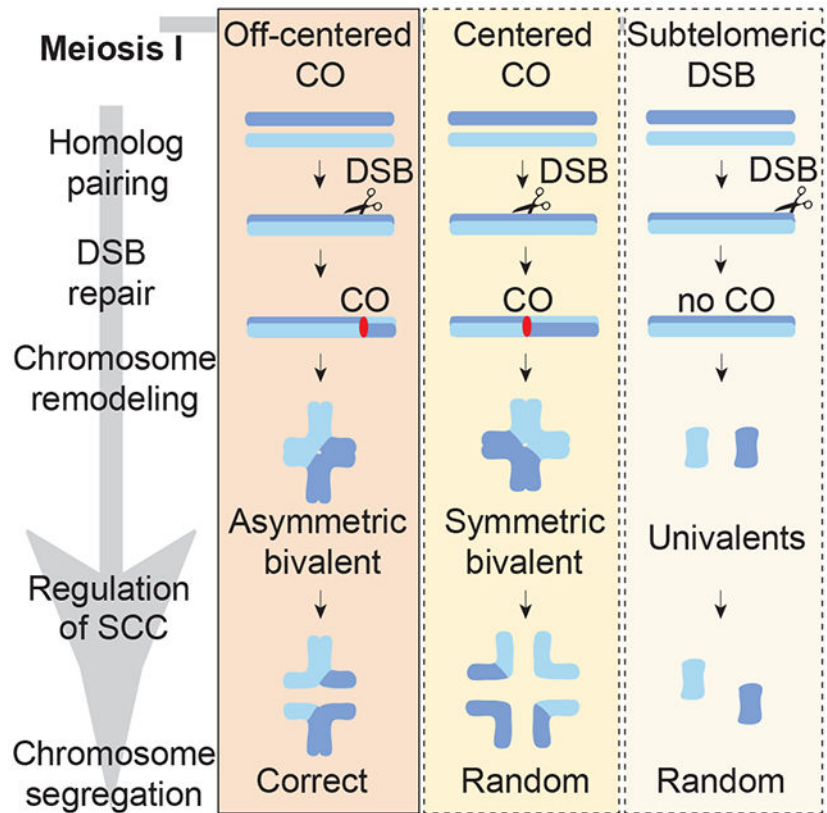 Meiosis I
Off-centered
CO
Centered
CO
Subtelomeric
DSB
Homolog
pairing
DSB
DSB
DSB
DSB
repair
CO
CO
no CO
Chromosome
remodeling
Asymmetric
bivalent
Symmetric
bivalent
Univalents
Regulation
of SCC
Chromosome
segregation
Correct
Random
Random